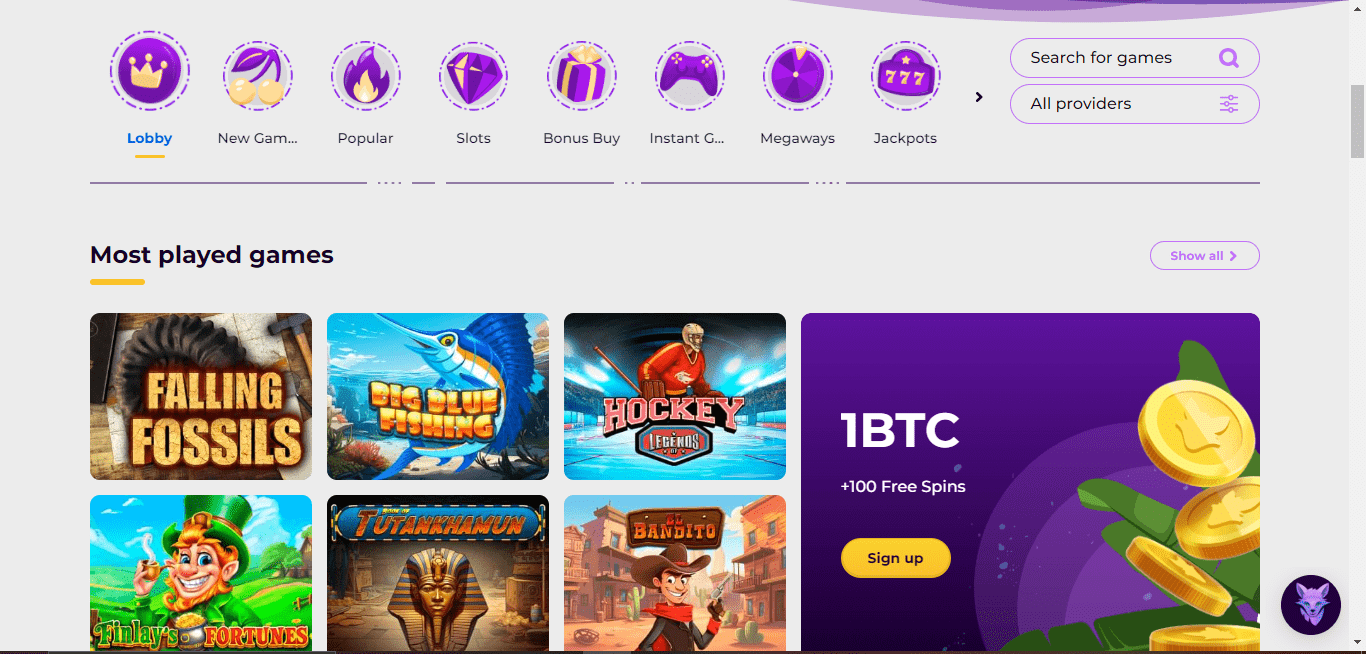 Search for games
All providers
777
Lobby
New Gam...
Popular
Slots
Bonus Buy
Instant G...
Megaways
Jackpots
Most played games
Show all
FALLING
FOSSILS
BIG BLUE
FISHING
HOCKEY
LEGENDS
1BTC
+100 Free Spins
Sign up
Finlay's FORTUNES
BOOK OF
TUTANKHAMUN
EL
BANDITO